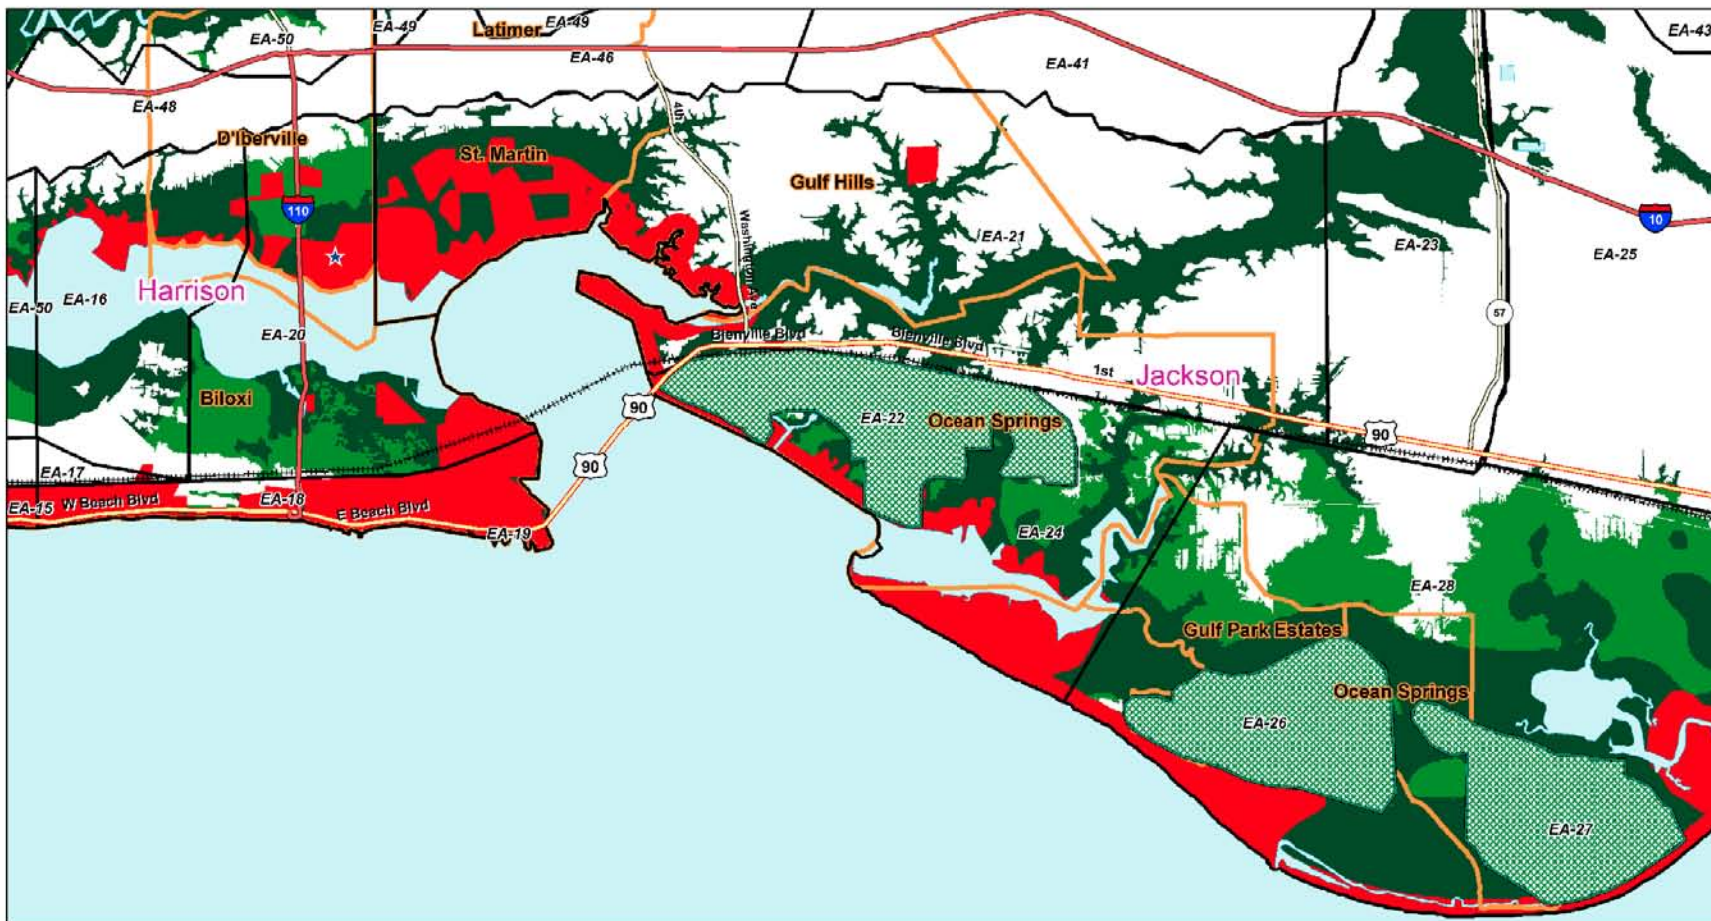 EA-50
EA-49
Latimer
EA-49
EA-46
EA-41
EA-43
EA-48
4th
D'Iberville
St. Martin
Gulf Hills
110
10
Washington Ave
EA-21
EA-23
EA-25
EA-50
EA-16
Harrison
57
EA-20
Bienville Blvd
Bienville Blvd
1st
Jackson
Biloxi
90
EA-22
Ocean Springs
90
90
EA-17
EA-15
W Beach Blvd
EA-18
E Beach Blvd
EA-19
EA-24
EA-28
Gulf Park Estates
Ocean Springs
EA-26
EA-27